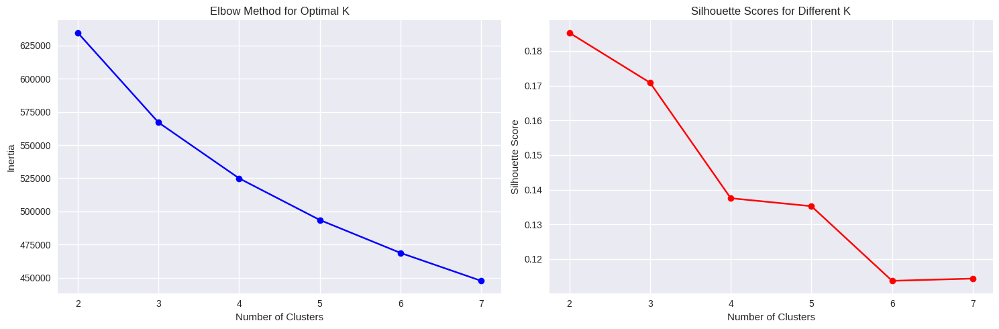 Elbow Method for Optimal K
625000
600000
575000
550000
525000
500000
475000
450000
Inertia
2 3 4 5 6 7
Number of Clusters
Silhouette Scores for Different K
0.18
0.17
0.16
0.15
0.14
0.13
0.12
Silhouette Score
2 3 4 5 6 7
Number of Clusters